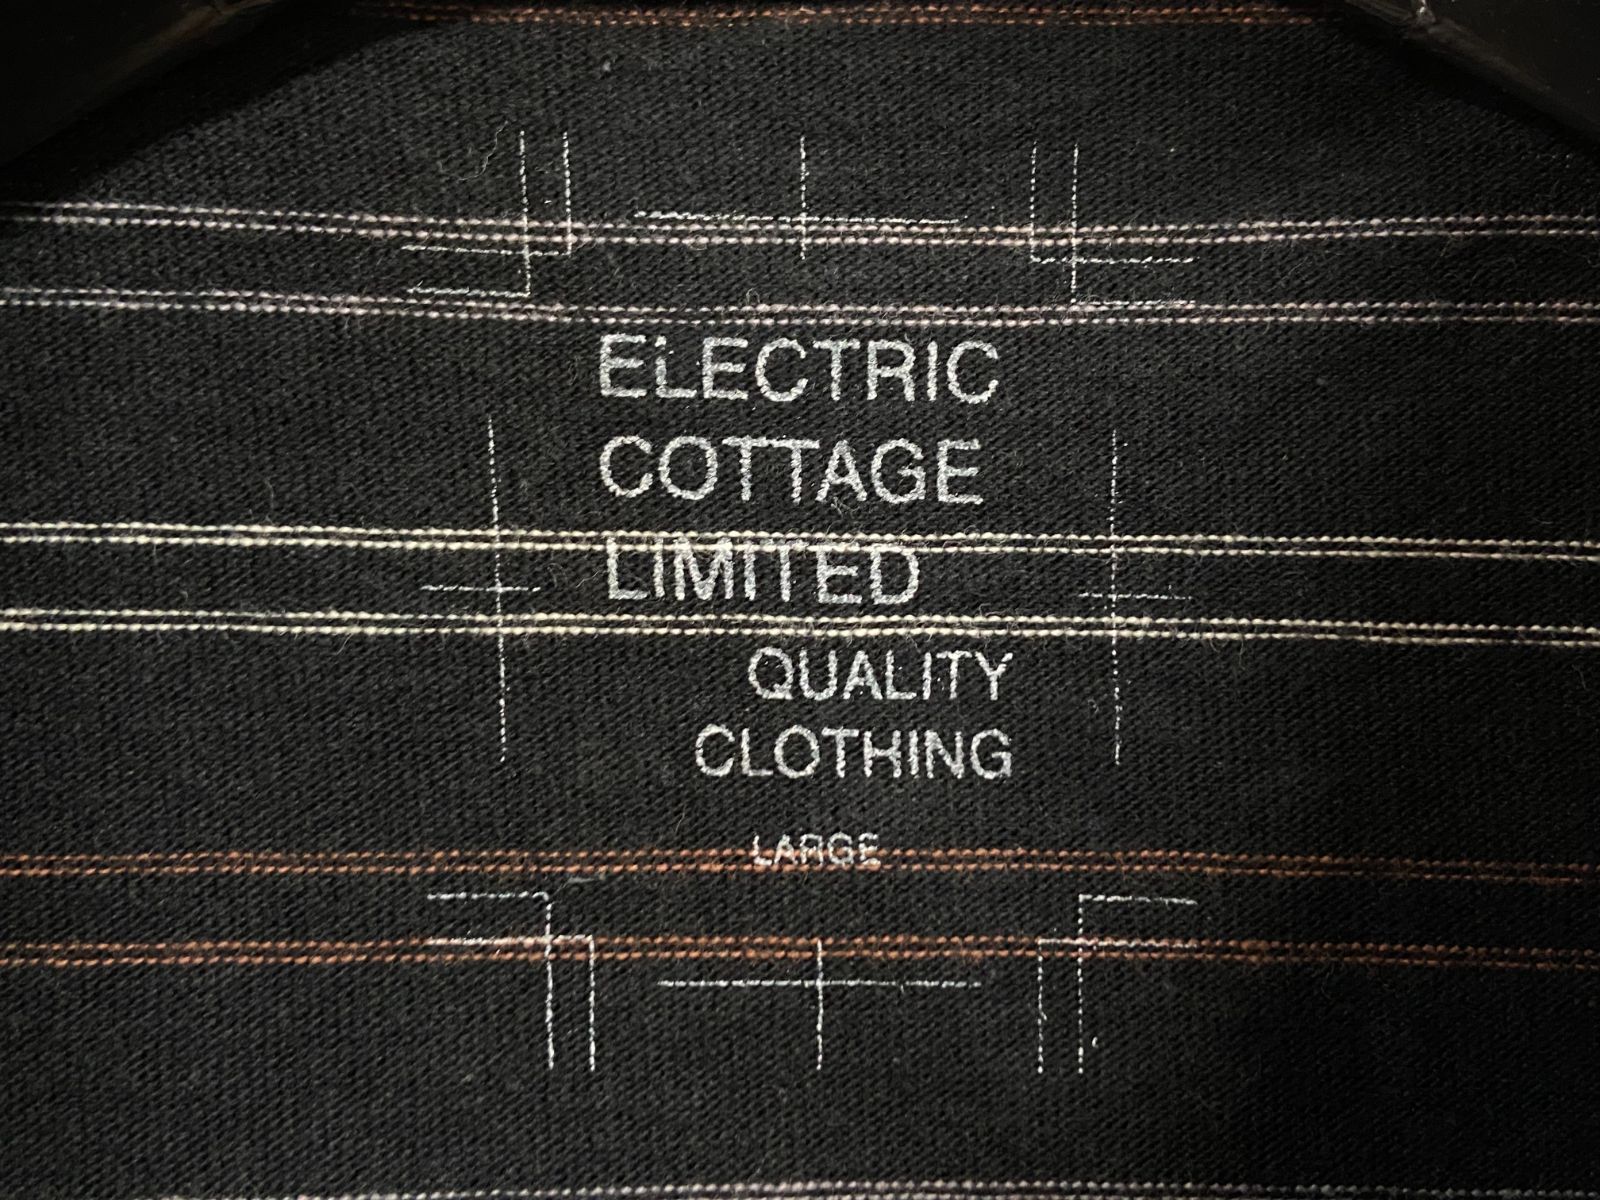 ELECTRIC
COTTAGE
LIMITED
QUALITY
CLOTHING
LARGE